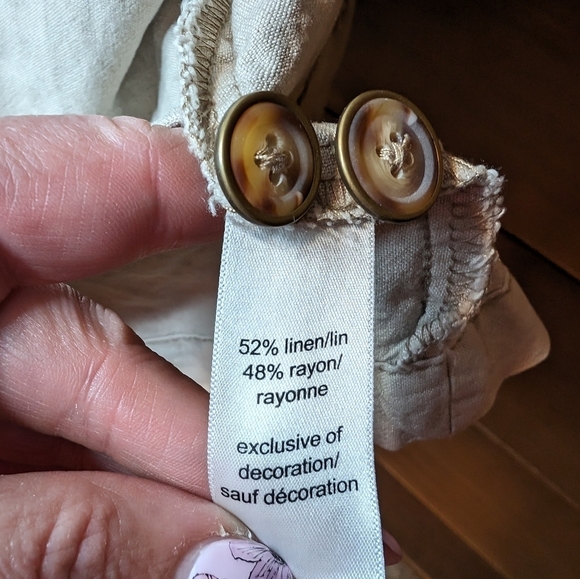 52% linen/lin
48% rayon/
rayonne
exclusive of
decoration/
sauf décoration